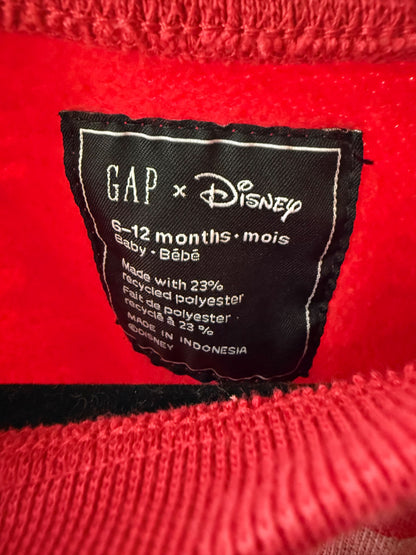 GAP × Disney
6-12 months • mois
Baby • Bébé
Made with 23%
recycled polyester
Fait de polyester
recyclé à 23 %
MADE IN INDONESIA
©DISNEY